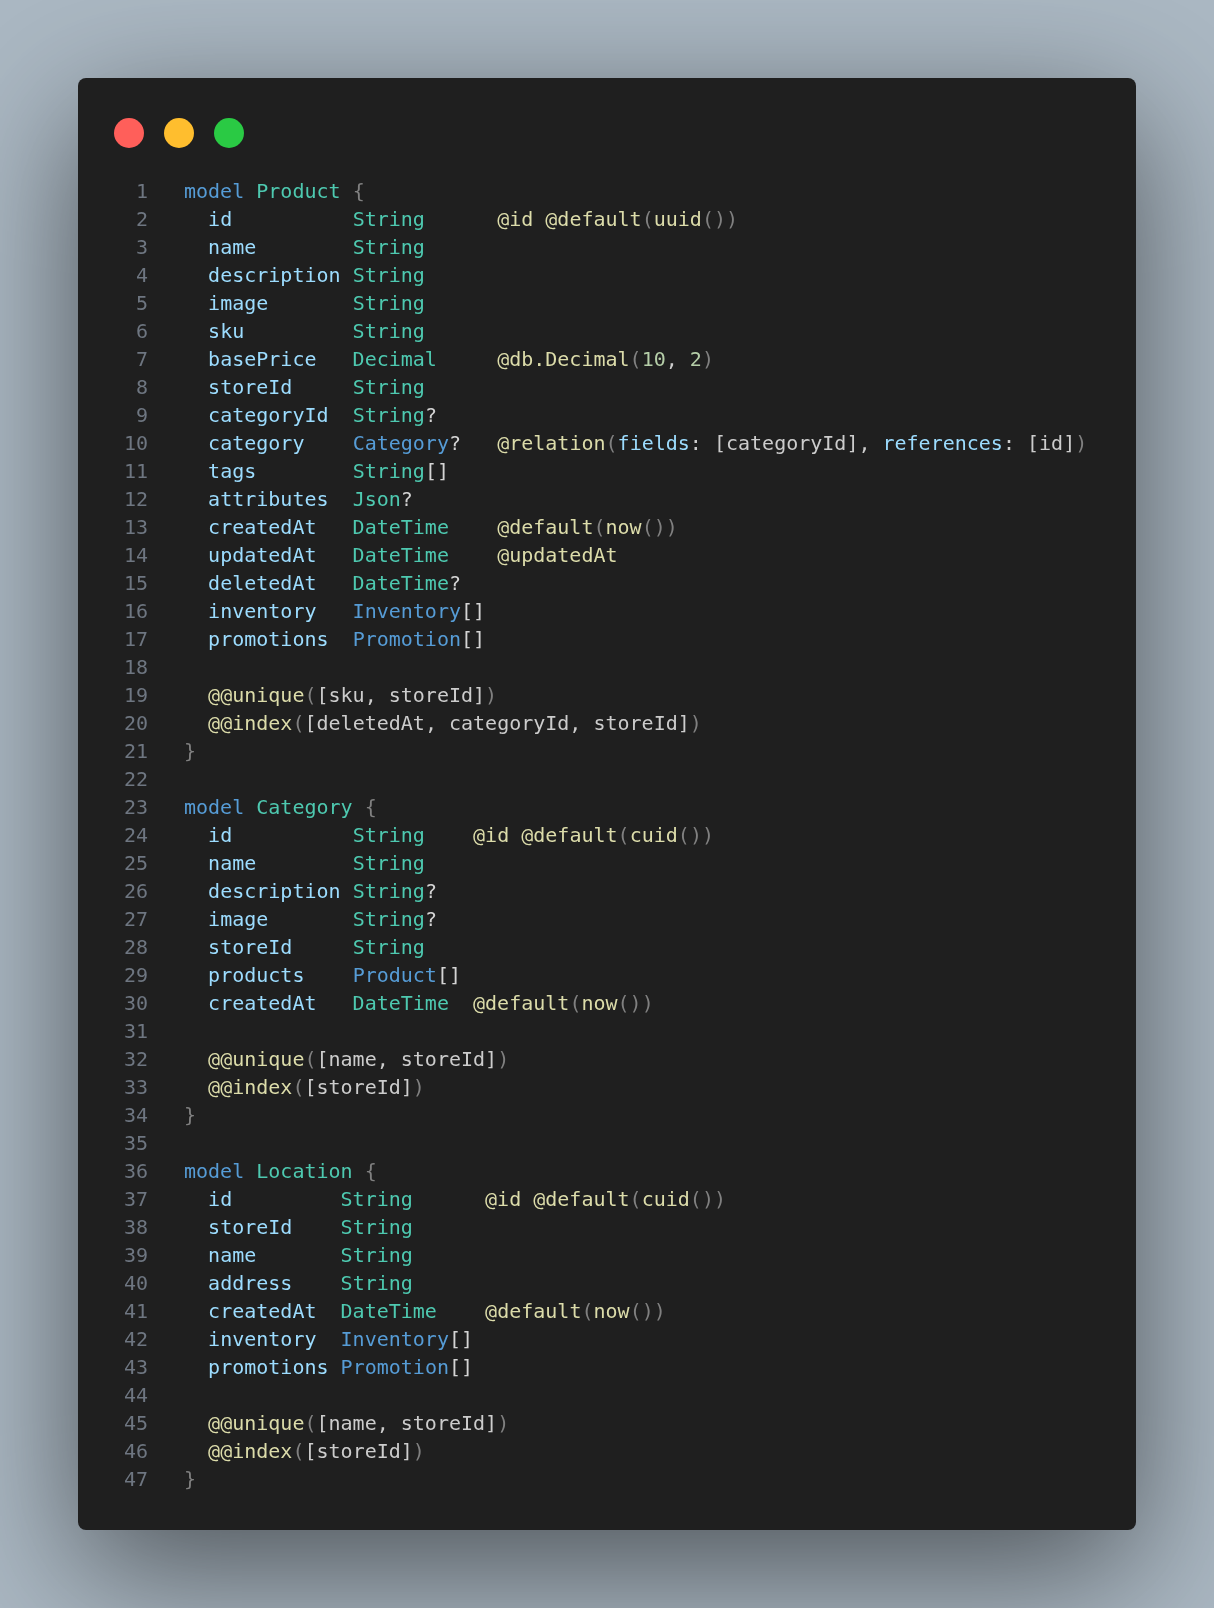 1 model Product {
2   id          String      @id @default(uuid())
3   name        String
4   description String
5   image       String
6   sku         String
7   basePrice   Decimal     @db.Decimal(10, 2)
8   storeId     String
9   categoryId  String?
10   category    Category?   @relation(fields: [categoryId], references: [id])
11   tags        String[]
12   attributes  Json?
13   createdAt   DateTime    @default(now())
14   updatedAt   DateTime    @updatedAt
15   deletedAt   DateTime?
16   inventory   Inventory[]
17   promotions  Promotion[]
18
19   @@unique([sku, storeId])
20   @@index([deletedAt, categoryId, storeId])
21 }
22
23 model Category {
24   id          String    @id @default(cuid())
25   name        String
26   description String?
27   image       String?
28   storeId     String
29   products    Product[]
30   createdAt   DateTime  @default(now())
31
32   @@unique([name, storeId])
33   @@index([storeId])
34 }
35
36 model Location {
37   id         String      @id @default(cuid())
38   storeId    String
39   name       String
40   address    String
41   createdAt  DateTime    @default(now())
42   inventory  Inventory[]
43   promotions Promotion[]
44
45   @@unique([name, storeId])
46   @@index([storeId])
47 }